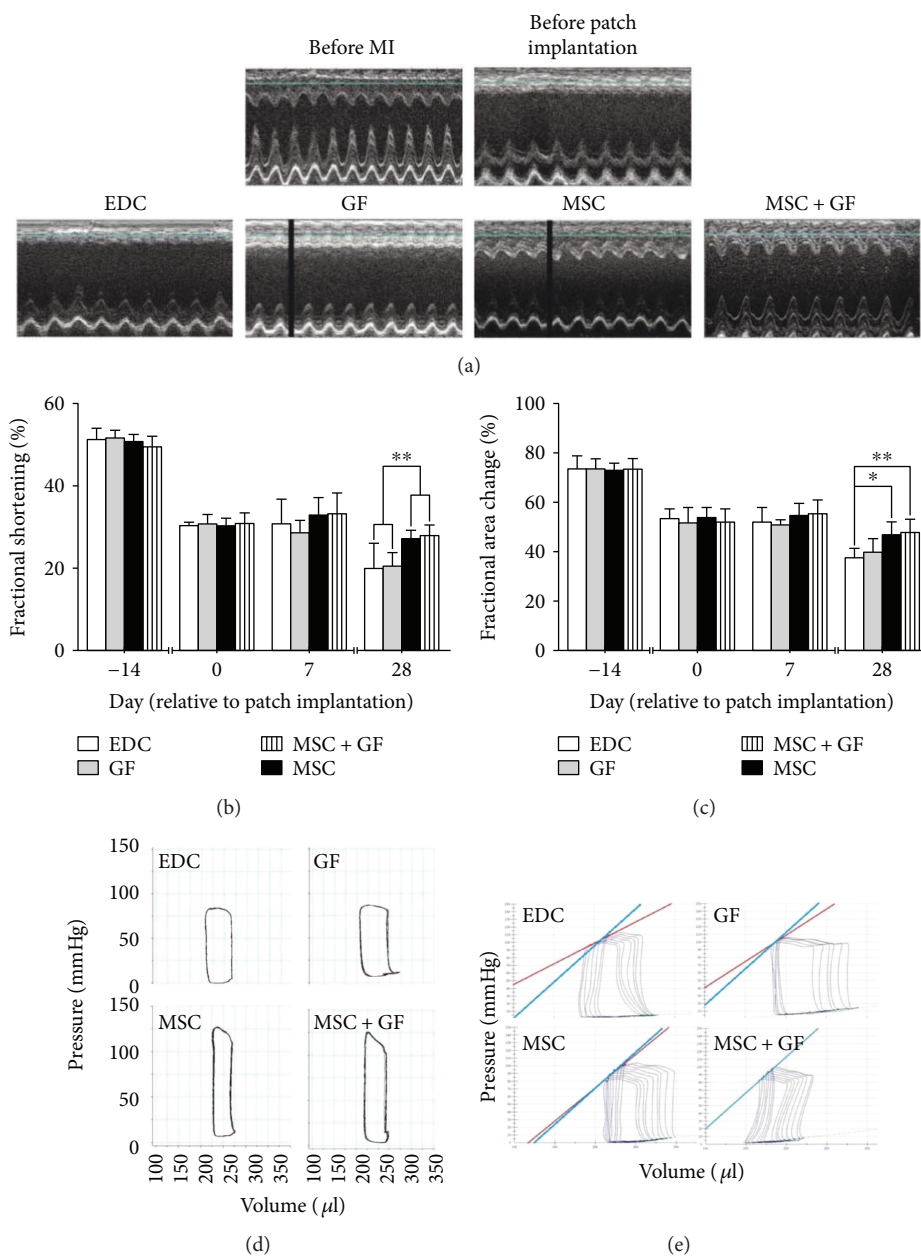 Before MI
Before patch
implantation
EDC
GF
MSC
MSC + GF
(a)
60
40
20
0
Fractional shortening (%)
**
−14
0
7
28
Day (relative to patch implantation)
EDC
MSC + GF
GF
MSC
(b)
100
80
60
40
20
0
Fractional area change (%)
**
*
−14
0
7
28
Day (relative to patch implantation)
EDC
MSC + GF
GF
MSC
(c)
150
100
50
0
150
100
50
0
Pressure (mmHg)
EDC
GF
MSC
MSC + GF
100
150
200
250
300
350
100
150
200
250
300
350
Volume (μl)
(d)
Pressure (mmHg)
EDC
GF
MSC
MSC + GF
Volume (μl)
(e)